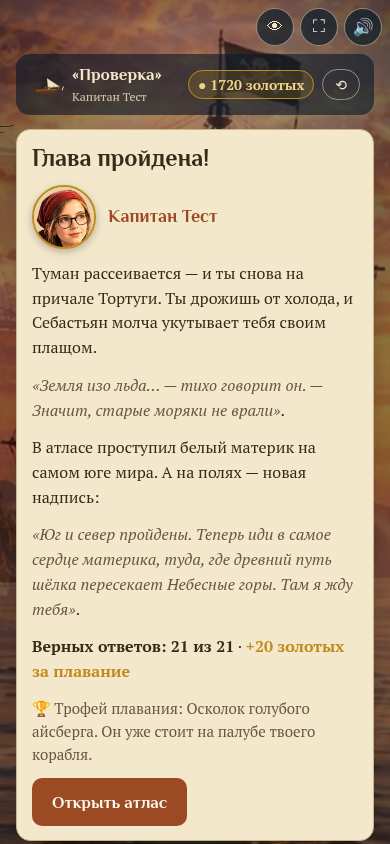 «Проверка»
Капитан Тест
● 1720 золотых
Глава пройдена!
Капитан Тест
Туман рассеивается — и ты снова на
причале Тортуги. Ты дрожишь от холода, и
Себастьян молча укутывает тебя своим
плащом.
«Земля изо льда… — тихо говорит он. —
Значит, старые моряки не врали».
В атласе проступил белый материк на
самом юге мира. А на полях — новая
надпись:
«Юг и север пройдены. Теперь иди в самое
сердце материка, туда, где древний путь
шёлка пересекает Небесные горы. Там я жду
тебя».
Верных ответов: 21 из 21 · +20 золотых
за плавание
🏆 Трофей плавания: Осколок голубого
айсберга. Он уже стоит на палубе твоего
корабля.
Открыть атлас